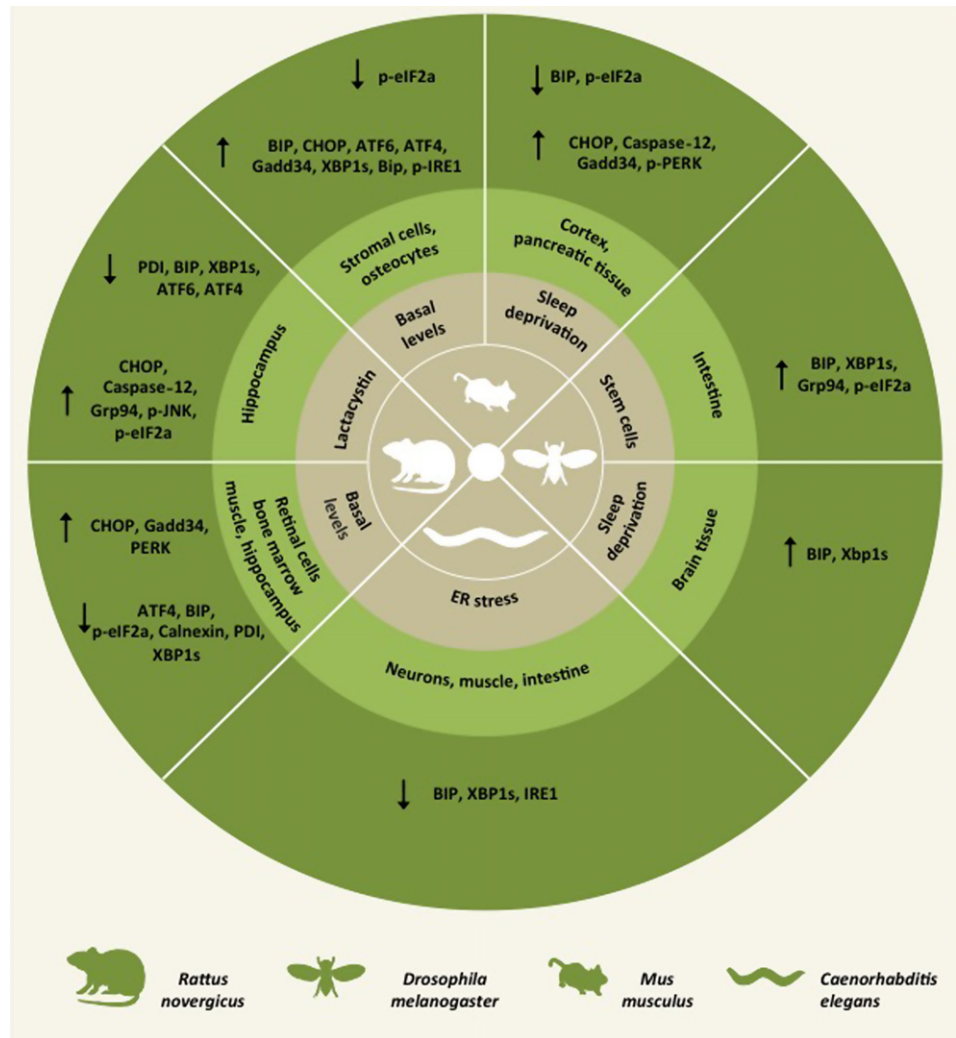 p-eIF2a
BIP, CHOP, ATF6, ATF4,
Gadd34, XBP1s, Bip, p-IRE1
BIP, p-eIF2a
CHOP, Caspase-12,
Gadd34, p-PERK
Stromal cells,
osteocytes
Cortex,
pancreatic tissue
Basal
levels
Sleep
deprivation
PDI, BIP, XBP1s,
ATF6, ATF4
CHOP,
Caspase-12,
Grp94, p-JNK,
p-eIF2a
Hippocampus
Lactacystin
Stem cells
Intestine
BIP, XBP1s,
Grp94, p-eIF2a
CHOP, Gadd34,
PERK
ATF4, BIP,
p-eIF2a, Calnexin, PDI,
XBP1s
Retinal cells
bone marrow
muscle, hippocampus
Basal
levels
Sleep
deprivation
Brain tissue
BIP, Xbp1s
ER stress
Neurons, muscle, intestine
BIP, XBP1s, IRE1
Rattus
novergicus
Drosophila
melanogaster
Mus
musculus
Caenorhabditis
elegans